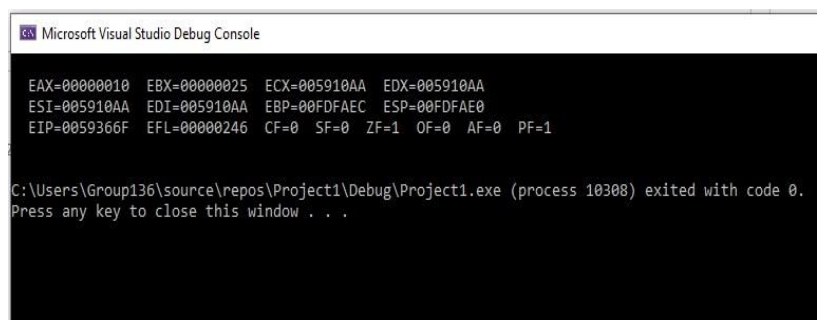 Microsoft Visual Studio Debug Console
EAX=00000010 EBX=00000025 ECX=005910AA EDX=005910AA
ESI=005910AA EDI=005910AA EBP=00FDFAEC ESP=00FDFAE0
EIP=0059366F EFL=00000246 CF=0 SF=0 ZF=1 OF=0 AF=0 PF=1
C:\Users\Group136\source\repos\Project1\Debug\Project1.exe (process 10308) exited with code 0.
Press any key to close this window . . .